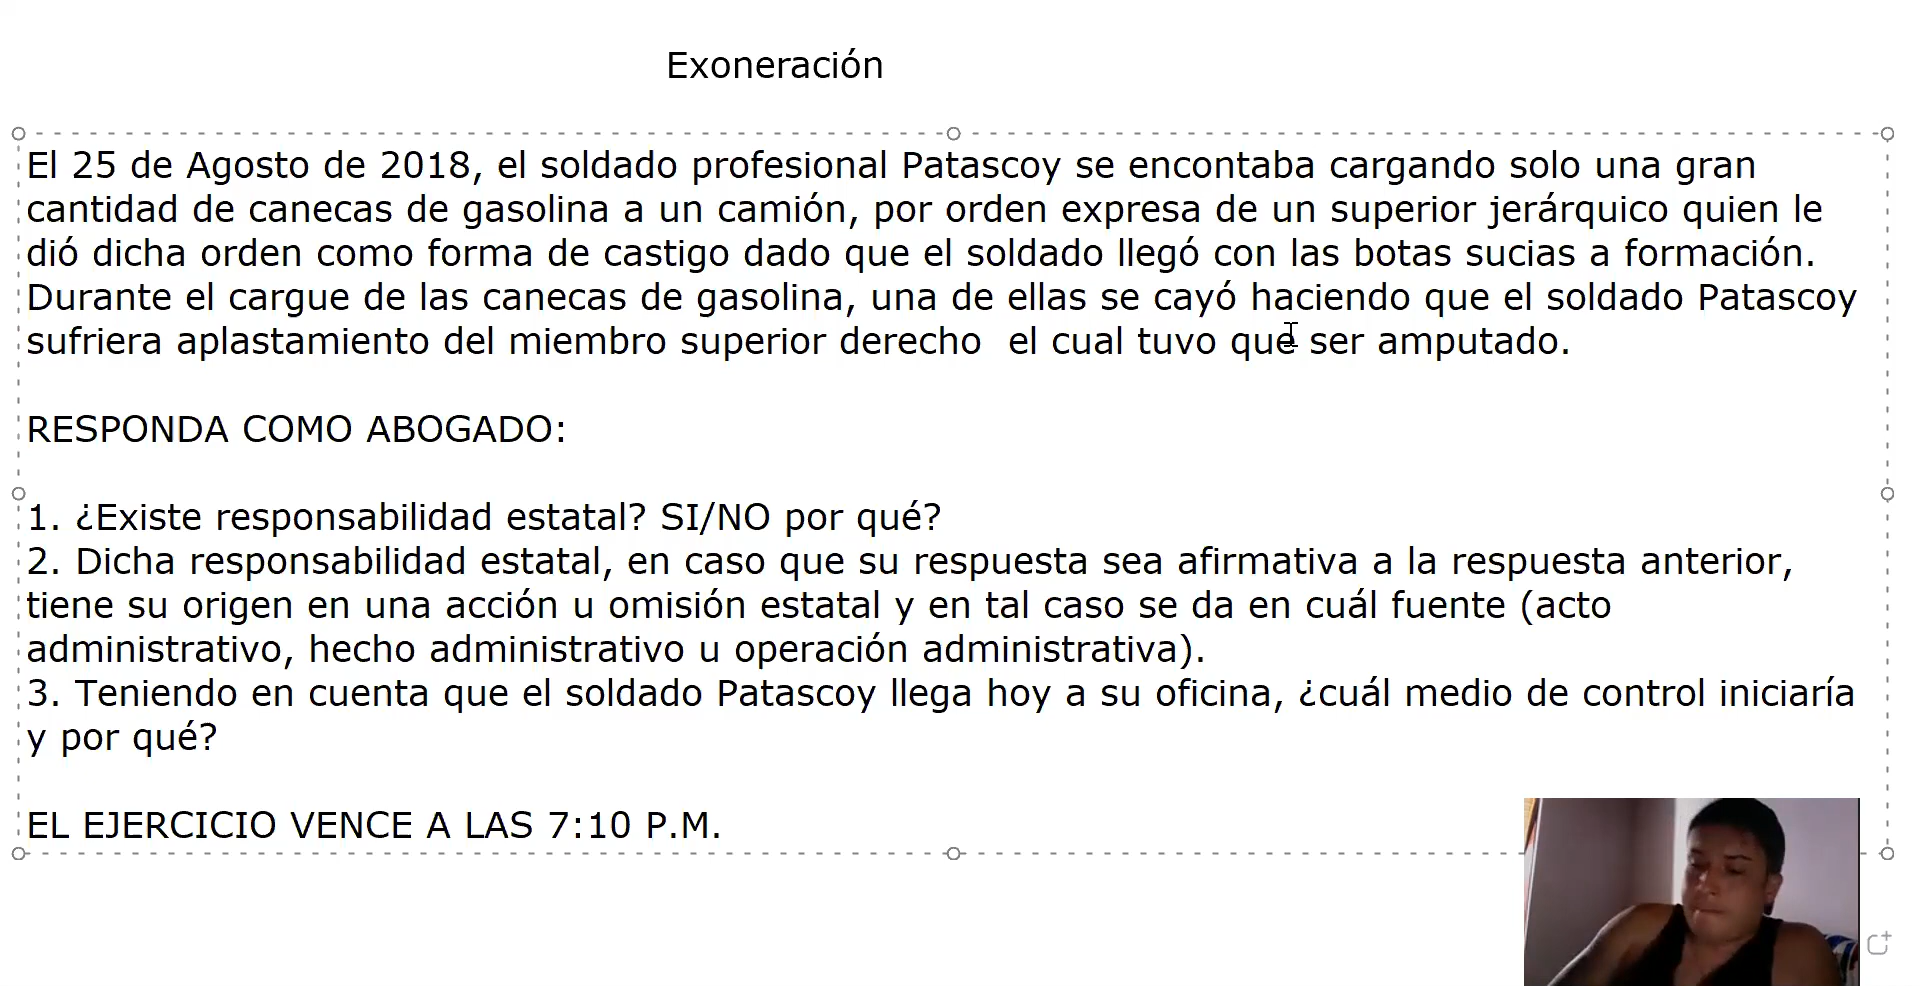 Exoneración
El 25 de Agosto de 2018, el soldado profesional Patascoy se encontaba cargando solo una gran
cantidad de canecas de gasolina a un camión, por orden expresa de un superior jerárquico quien le
dió dicha orden como forma de castigo dado que el soldado llegó con las botas sucias a formación.
Durante el cargue de las canecas de gasolina, una de ellas se cayó haciendo que el soldado Patascoy
sufriera aplastamiento del miembro superior derecho  el cual tuvo que ser amputado.
RESPONDA COMO ABOGADO:
1. ¿Existe responsabilidad estatal? SI/NO por qué?
2. Dicha responsabilidad estatal, en caso que su respuesta sea afirmativa a la respuesta anterior,
tiene su origen en una acción u omisión estatal y en tal caso se da en cuál fuente (acto
administrativo, hecho administrativo u operación administrativa).
3. Teniendo en cuenta que el soldado Patascoy llega hoy a su oficina, ¿cuál medio de control iniciaría
y por qué?
EL EJERCICIO VENCE A LAS 7:10 P.M.